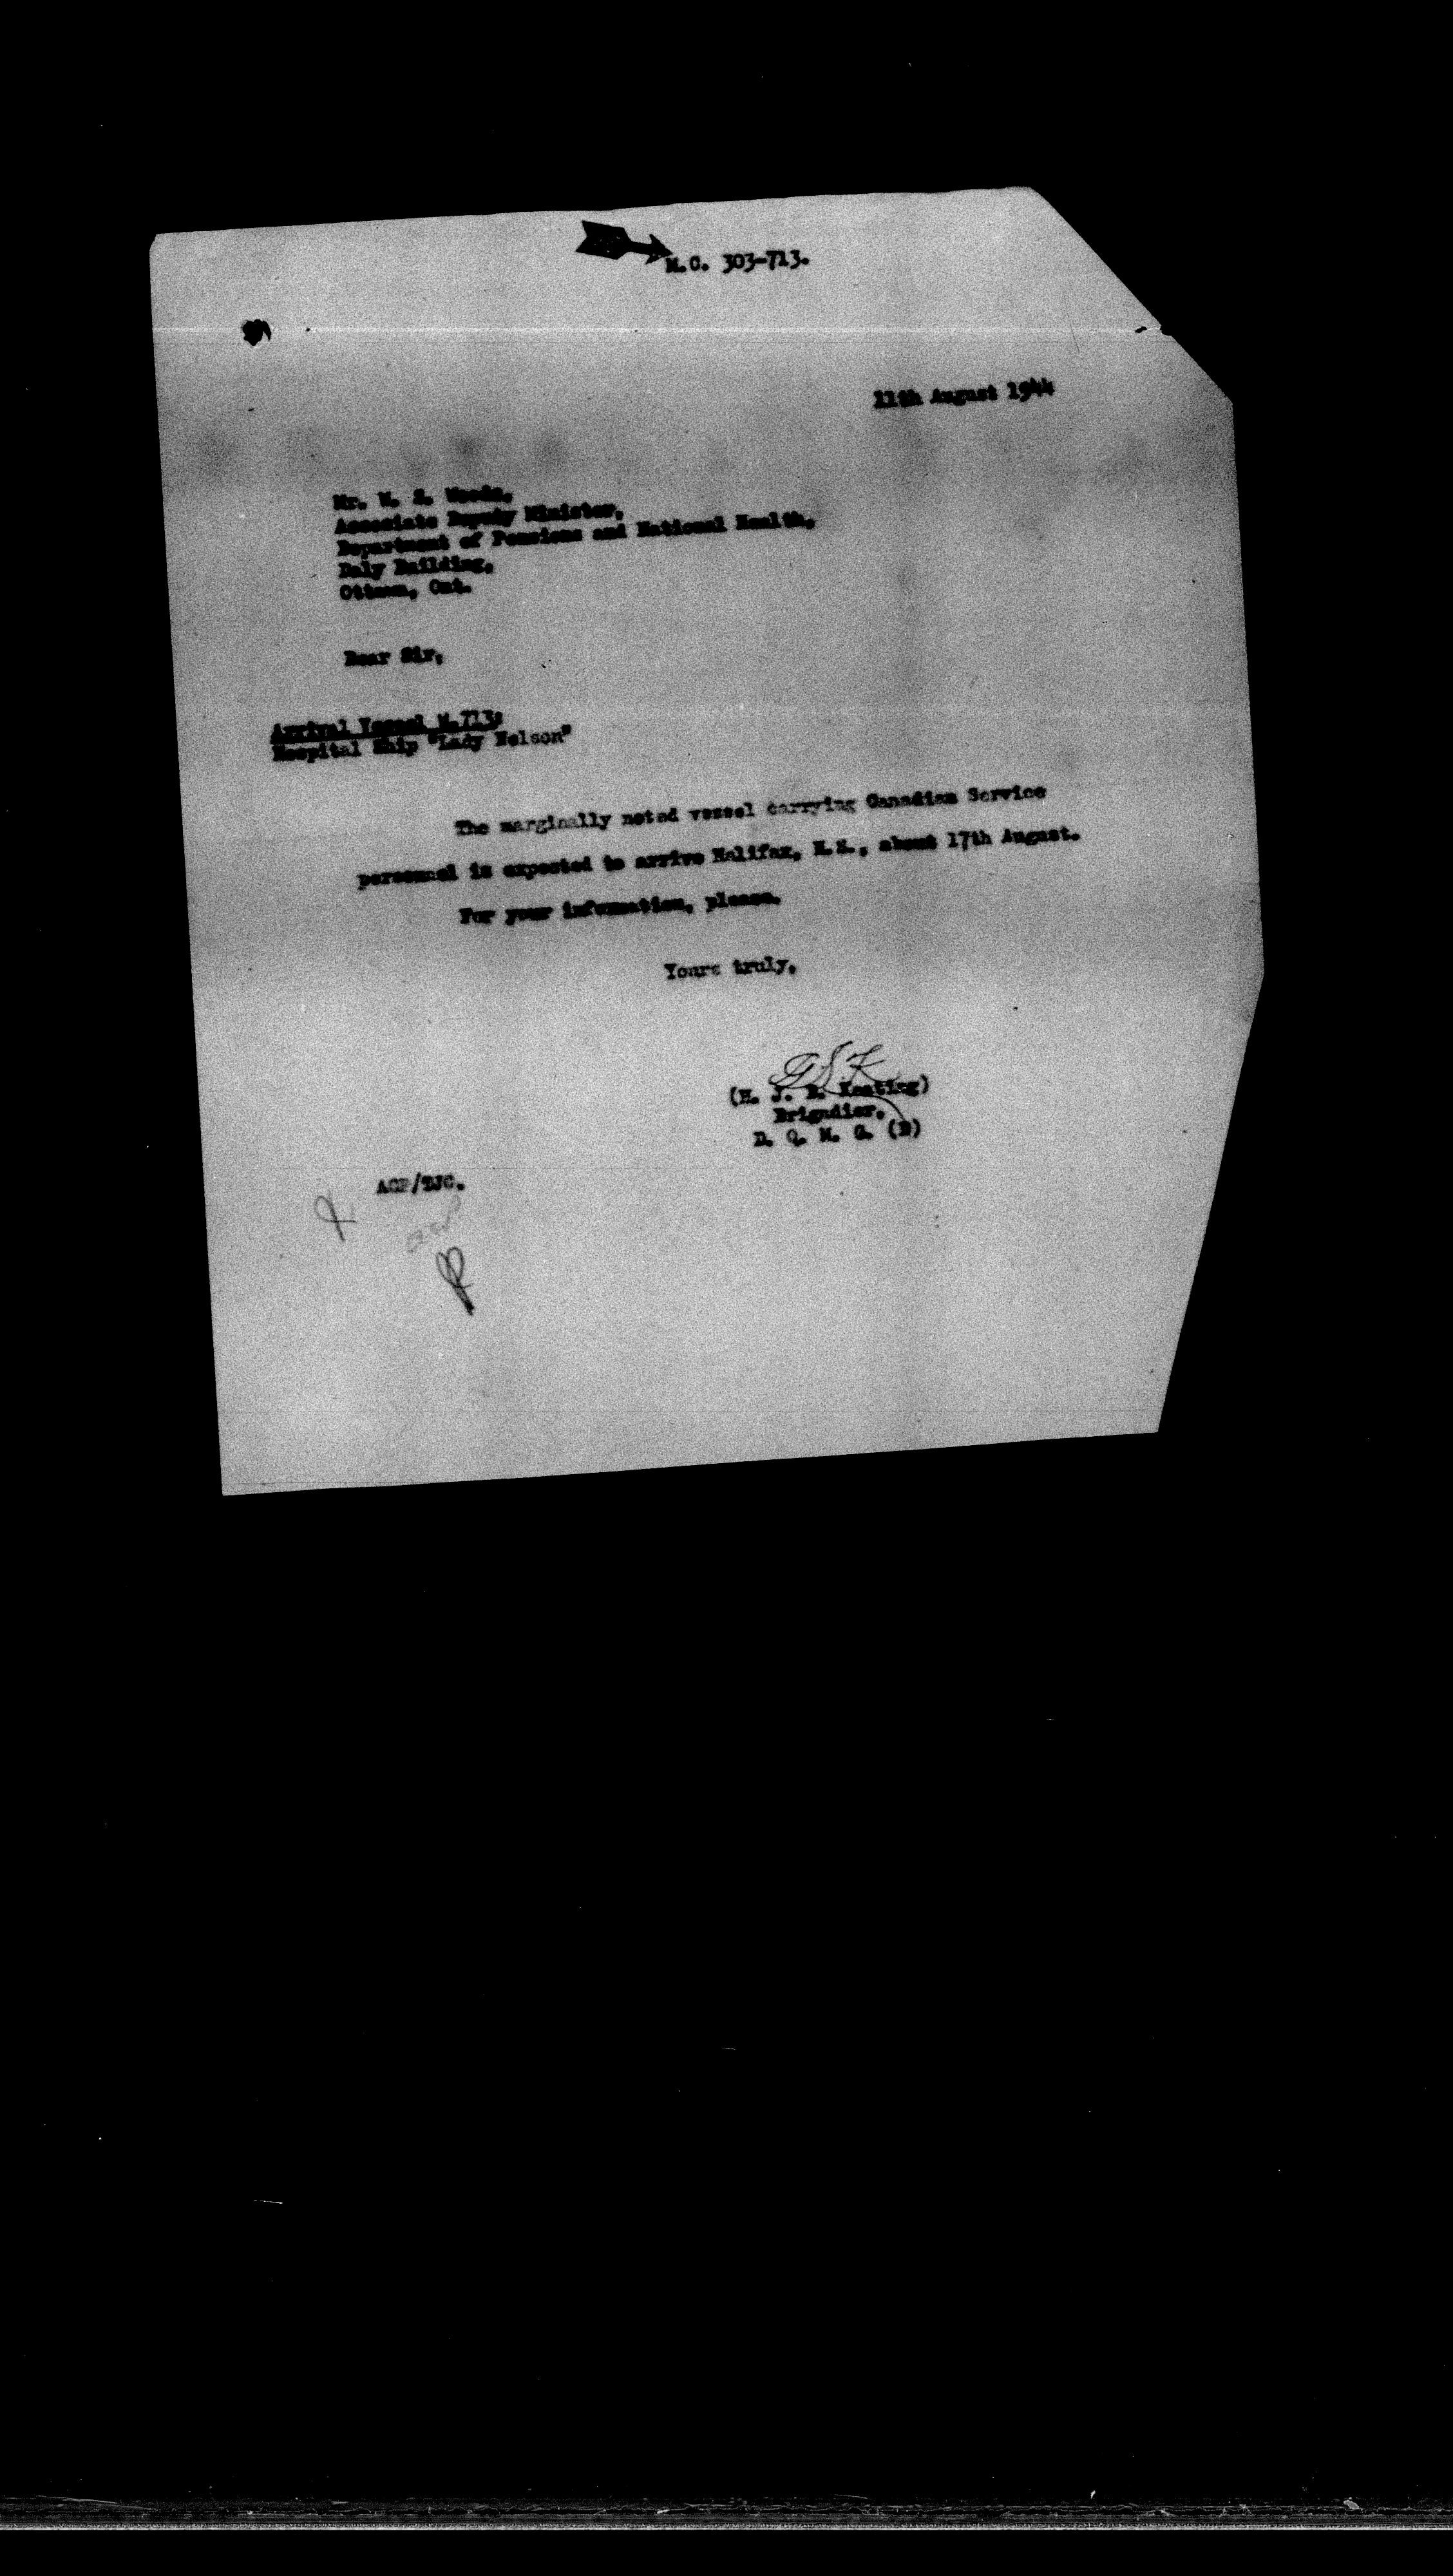 M.C. 303-713.
11th August 1944
Mr. W. S. Woods,
Associate Deputy Minister,
Department of Pensions and National Health,
Daly Building,
Ottawa, Ont.
Dear Sir,
Arrival Vessel W.713:
Hospital Ship "Lady Nelson"
The marginally noted vessel carrying Canadian Service
personnel is expected to arrive Halifax, N.S., about 17th August.
For your information, please.
Yours truly,
(H. J. B. Keating)
Brigadier,
D. Q. M. G. (B)